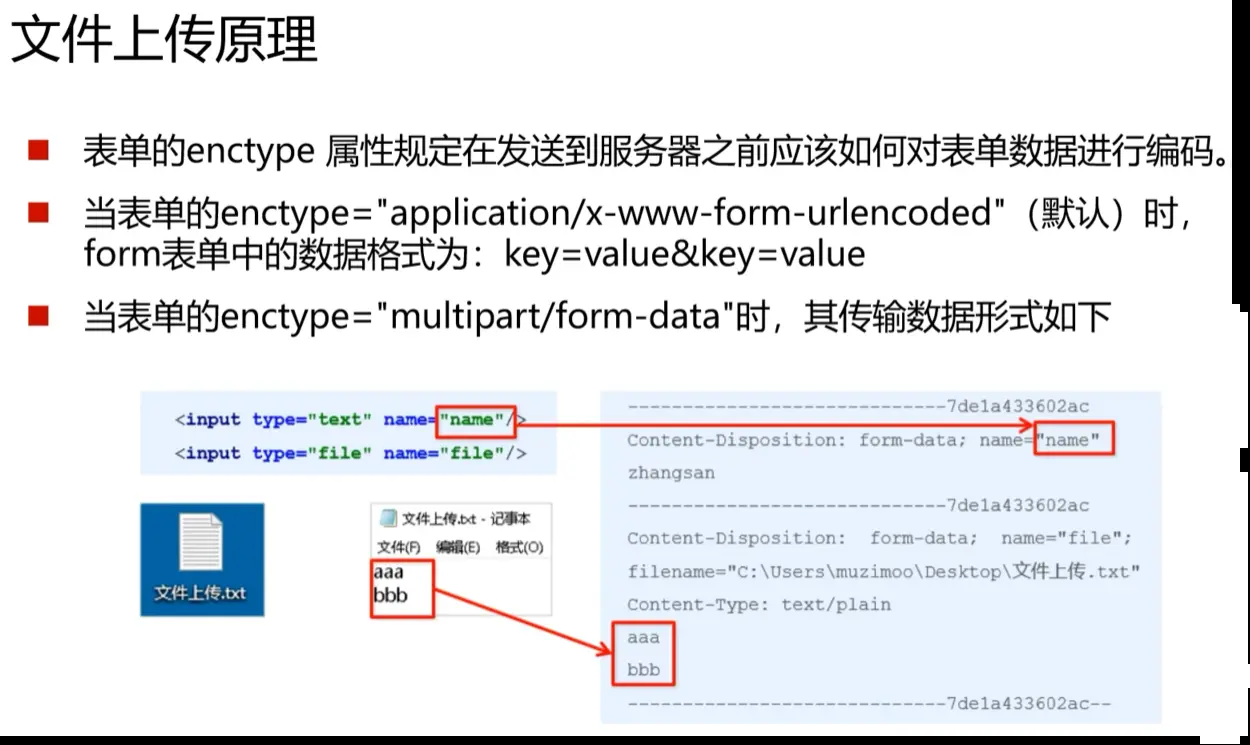 文件上传原理
表单的enctype 属性规定在发送到服务器之前应该如何对表单数据进行编码。
当表单的enctype="application/x-www-form-urlencoded"（默认）时，
form表单中的数据格式为：key=value&key=value
当表单的enctype="multipart/form-data"时，其传输数据形式如下
<input type="text" name="name"/>
<input type="file" name="file"/>
文件上传.txt
文件上传.txt - 记事本
文件(F) 编辑(E) 格式(O)
aaa
bbb
-----------------------------7de1a433602ac
Content-Disposition: form-data; name="name"
zhangsan
-----------------------------7de1a433602ac
Content-Disposition: form-data; name="file";
filename="C:\Users\muzimoo\Desktop\文件上传.txt"
Content-Type: text/plain
aaa
bbb
-----------------------------7de1a433602ac--